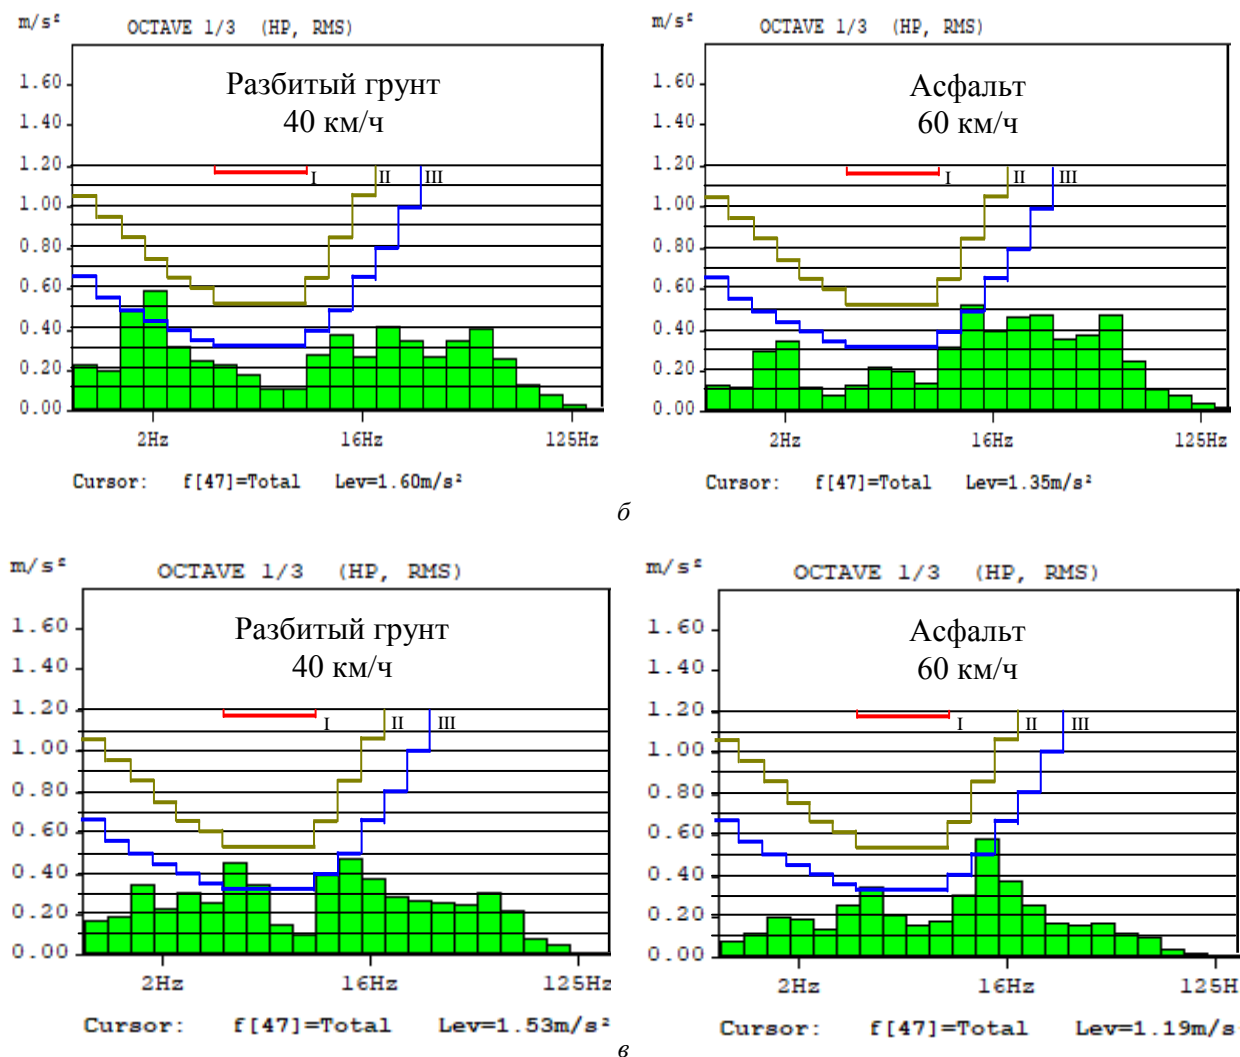 m/s² OCTAVE 1/3 (HP, RMS)
Разбитый грунт
40 км/ч
1.60
1.40
1.20
1.00
0.80
0.60
0.40
0.20
0.00
I II III
2Hz 16Hz 125Hz
Cursor: f[47]=Total Lev=1.60m/s²
m/s² OCTAVE 1/3 (HP, RMS)
Асфальт
60 км/ч
1.60
1.40
1.20
1.00
0.80
0.60
0.40
0.20
0.00
I II III
2Hz 16Hz 125Hz
Cursor: f[47]=Total Lev=1.35m/s²
б
m/s² OCTAVE 1/3 (HP, RMS)
Разбитый грунт
40 км/ч
1.60
1.40
1.20
1.00
0.80
0.60
0.40
0.20
0.00
I II III
2Hz 16Hz 125Hz
Cursor: f[47]=Total Lev=1.53m/s²
m/s² OCTAVE 1/3 (HP, RMS)
Асфальт
60 км/ч
1.60
1.40
1.20
1.00
0.80
0.60
0.40
0.20
0.00
I II III
2Hz 16Hz 125H
Cursor: f[47]=Total Lev=1.19m/s
в